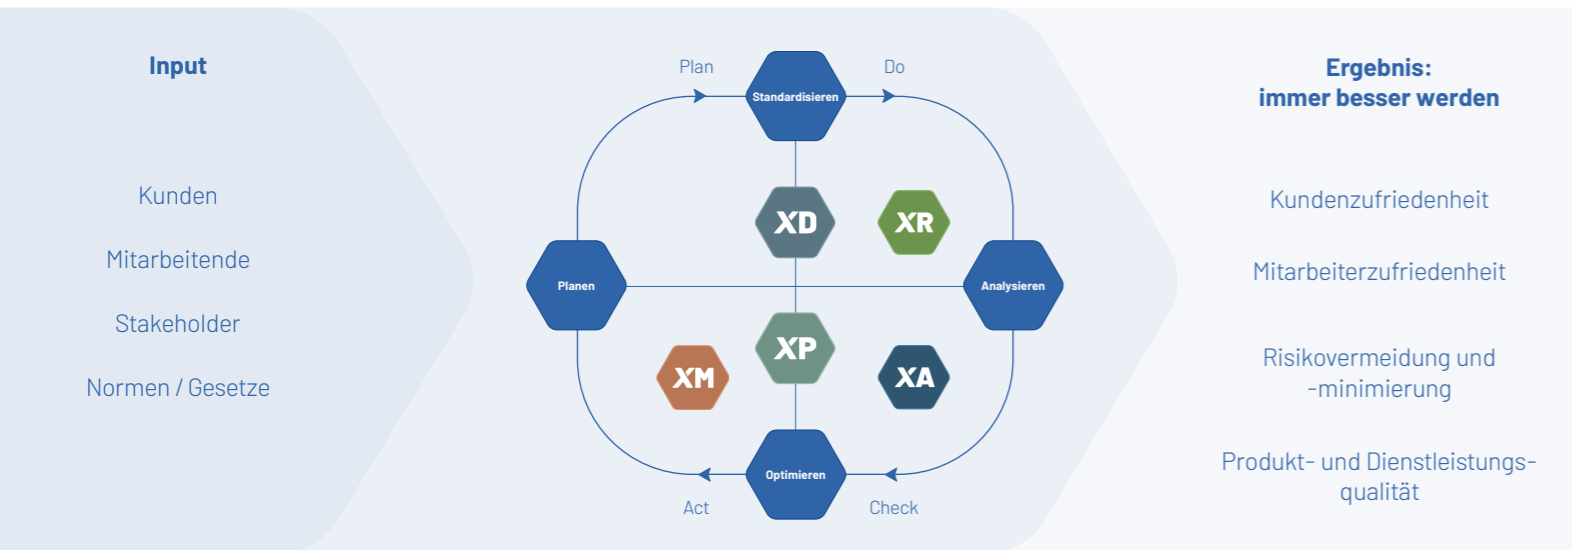 Input
Kunden
Mitarbeitende
Stakeholder
Normen / Gesetze
Plan
Do
Standardisieren
XD
XR
Planen
Analysieren
XM
XP
XA
Optimieren
Act
Check
Ergebnis:
immer besser werden
Kundenzufriedenheit
Mitarbeiterzufriedenheit
Risikovermeidung und
-minimierung
Produkt- und Dienstleistungs-
qualität